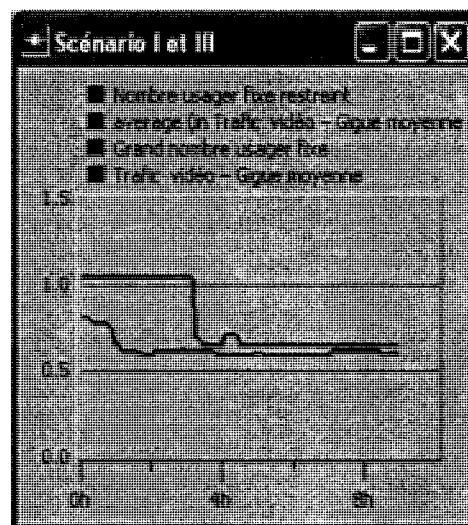 Scénario I et III
Nombre usager fixe restreint
average (in Trafic vidéo – Gigue moyenne
Grand nombre usager fixe
Trafic vidéo – Gigue moyenne
1.5
1.0
0.5
0.0
0h
4h
8h